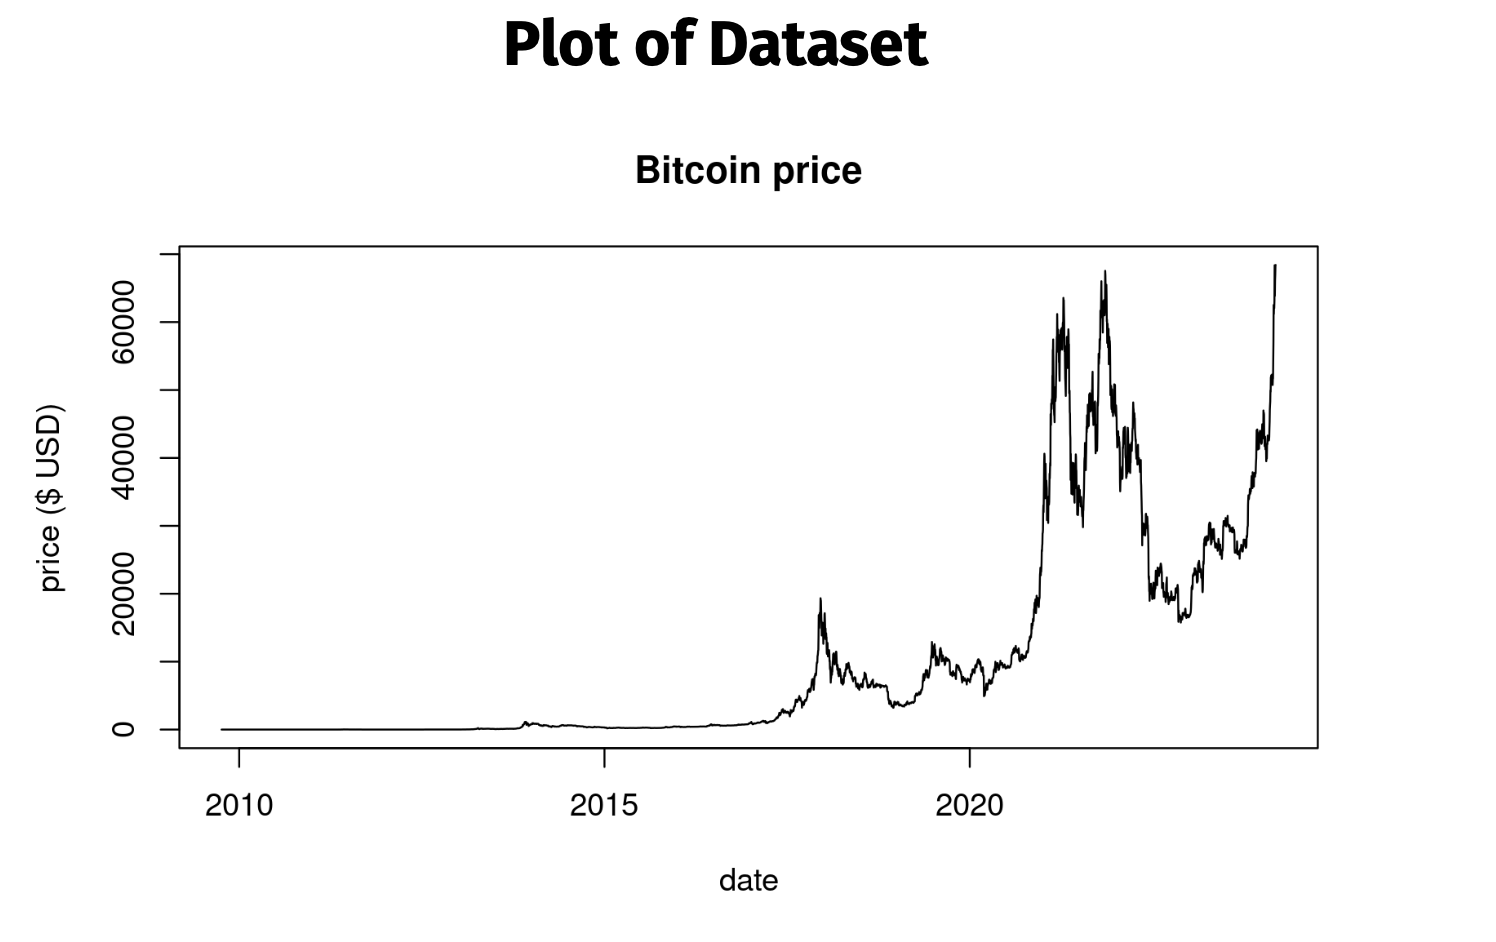 Plot of Dataset
Bitcoin price
price ($ USD)
60000
40000
20000
0
2010 2015 2020
date